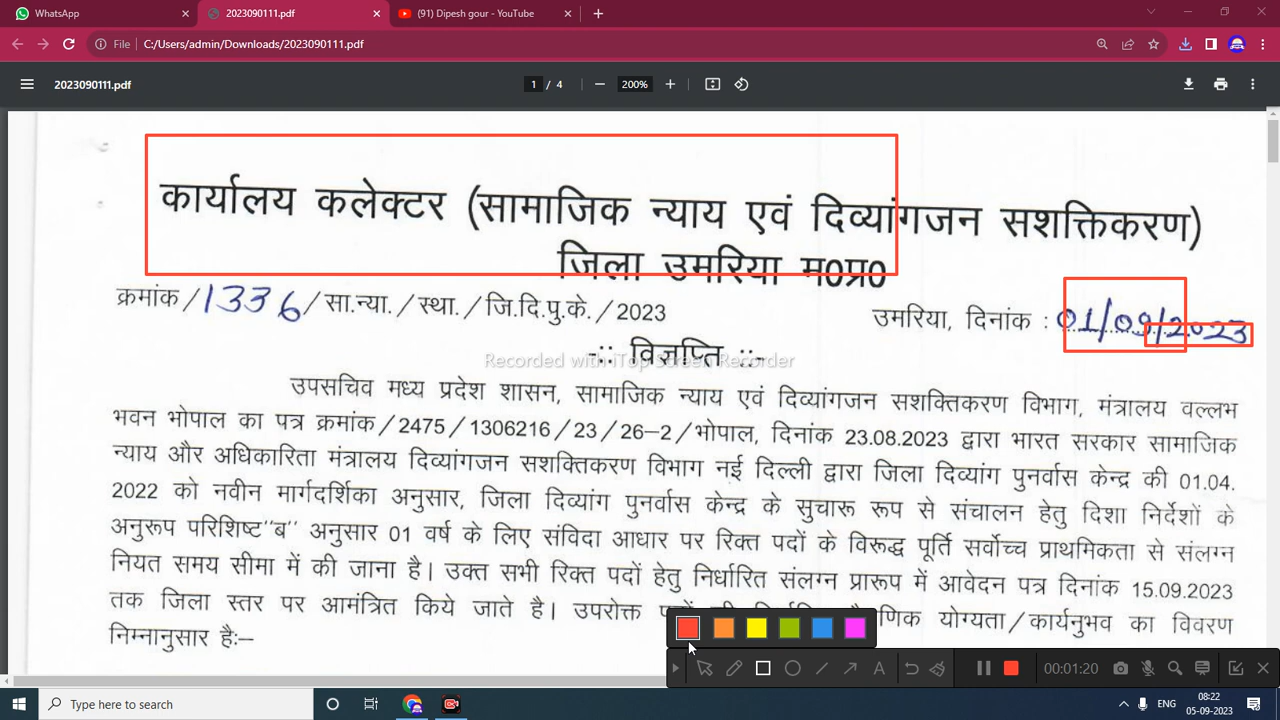 WhatsApp
2023090111.pdf
(91) Dipesh gour - YouTube
File C:/Users/admin/Downloads/2023090111.pdf
2023090111.pdf 1 / 4 200%
कार्यालय कलेक्टर (सामाजिक न्याय एवं दिव्यांगजन सशक्तिकरण)
जिला उमरिया म0प्र0
क्रमांक/1336/सा.न्या./स्था./जि.दि.पु.के./2023 उमरिया, दिनांक : 01/09/2023
-:: विज्ञप्ति ::-
Recorded with iTop Screen Recorder
उपसचिव मध्य प्रदेश शासन, सामाजिक न्याय एवं दिव्यांगजन सशक्तिकरण विभाग, मंत्रालय वल्लभ
भवन भोपाल का पत्र क्रमांक/2475/1306216/23/26-2/भोपाल, दिनांक 23.08.2023 द्वारा भारत सरकार सामाजिक
न्याय और अधिकारिता मंत्रालय दिव्यांगजन सशक्तिकरण विभाग नई दिल्ली द्वारा जिला दिव्यांग पुनर्वास केन्द्र की 01.04.
2022 को नवीन मार्गदर्शिका अनुसार, जिला दिव्यांग पुनर्वास केन्द्र के सुचारू रूप से संचालन हेतु दिशा निर्देशों के
अनुरूप परिशिष्ट"ब" अनुसार 01 वर्ष के लिए संविदा आधार पर रिक्त पदों के विरूद्ध पूर्ति सर्वोच्च प्राथमिकता से संलग्न
नियत समय सीमा में की जाना है। उक्त सभी रिक्त पदों हेतु निर्धारित संलग्न प्रारूप में आवेदन पत्र दिनांक 15.09.2023
तक जिला स्तर पर आमंत्रित किये जाते है। उपरोक्त योग्यता/कार्यनुभव का विवरण
निम्नानुसार है:–
A 00:01:20
Type here to search
ENG
08:22
05-09-2023